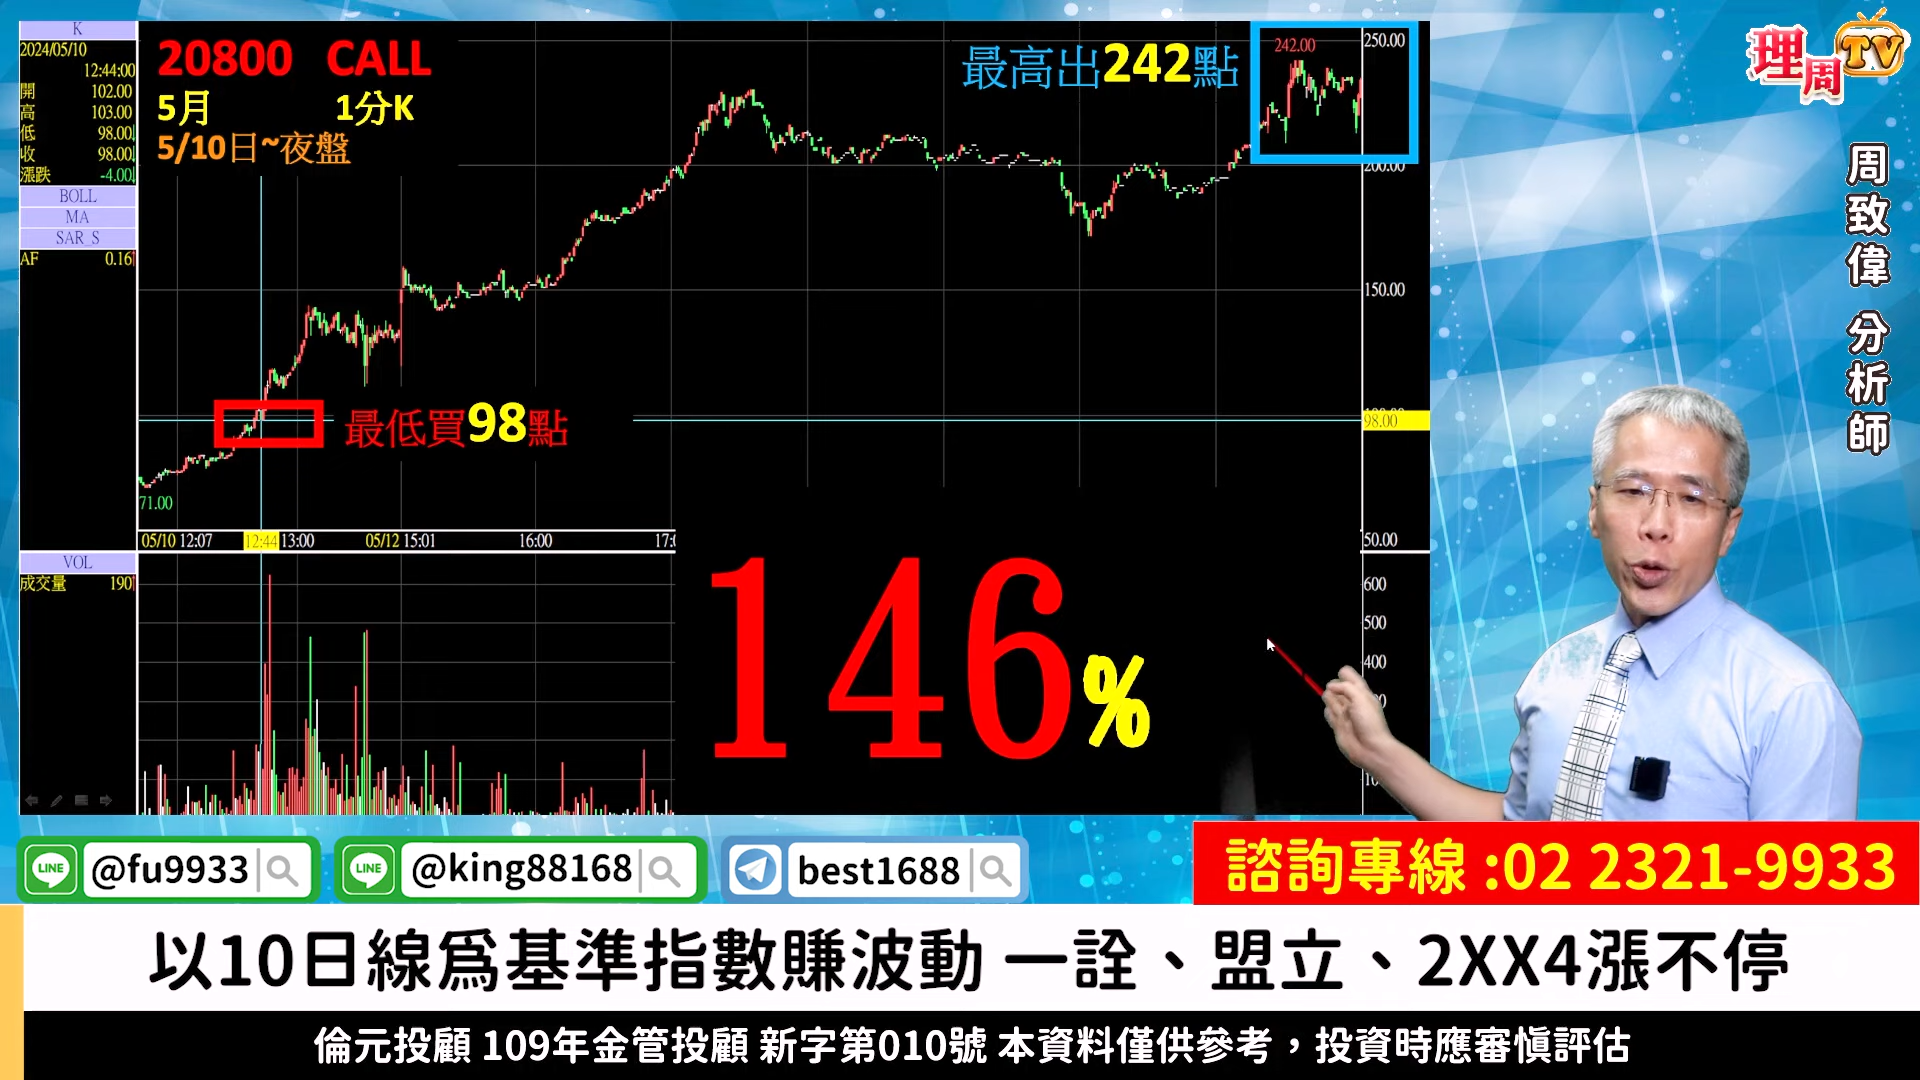 K
2024/05/10
12:44:00
開 102.00
高 103.00
低 98.00
收 98.00
漲跌 -4.00
BOLL
MA
SAR_S
AF 0.16
20800 CALL
5月 1分K
5/10日~夜盤
最高出242點
242.00
250.00
200.00
150.00
98.00
50.00
最低買98點
71.00
05/10 12:07 12:44 13:00 05/12 15:01 16:00
VOL
成交量 190
600
500
400
146%
理周TV
周致偉 分析師
LINE @fu9933
LINE @king88168
best1688
諮詢專線 :02 2321-9933
以10日線爲基準指數賺波動 一詮、盟立、2XX4漲不停
倫元投顧 109年金管投顧 新字第010號 本資料僅供參考，投資時應審慎評估